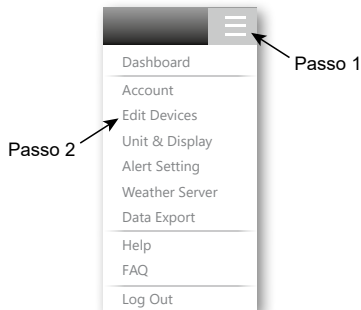 Passo 1
Dashboard
Account
Edit Devices
Passo 2
Unit & Display
Alert Setting
Weather Server
Data Export
Help
FAQ
Log Out